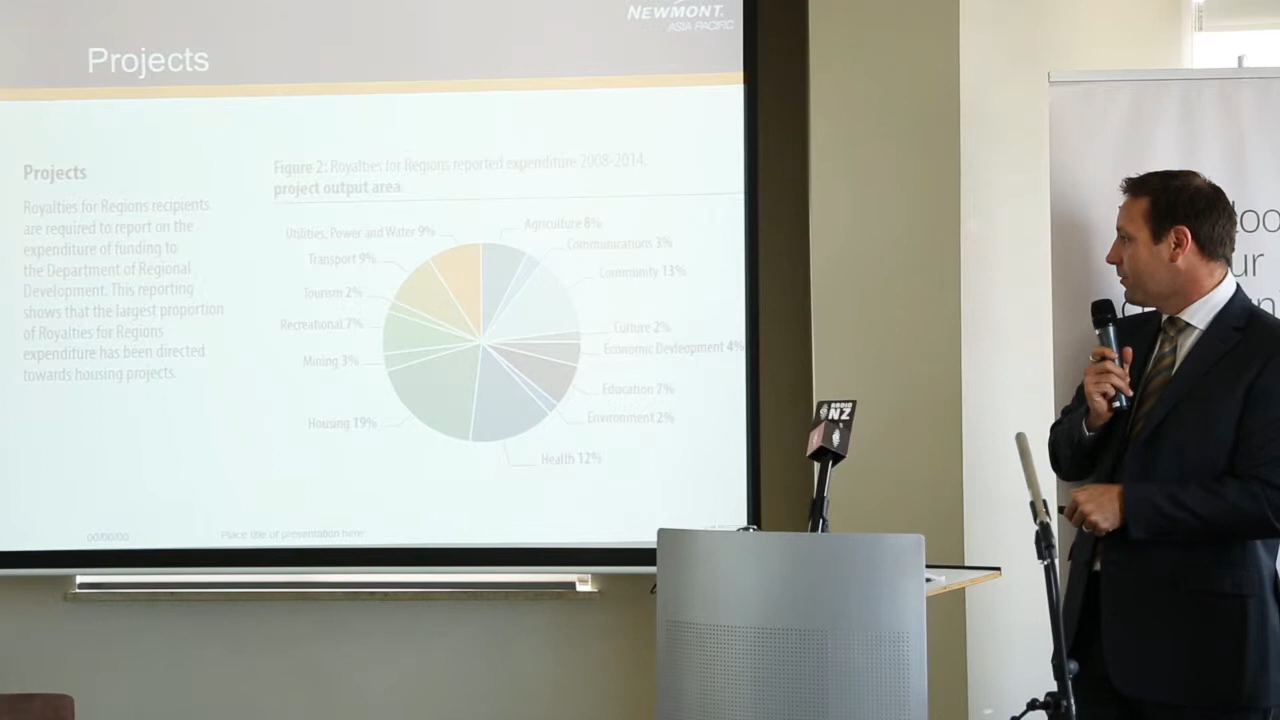 NEWMONT.
ASIA PACIFIC
Projects
Projects
Royalties for Regions recipients
are required to report on the
expenditure of funding to
the Department of Regional
Development. This reporting
shows that the largest proportion
of Royalties for Regions
expenditure has been directed
towards housing projects.
Figure 2: Royalties for Regions reported expenditure 2008-2014,
project output area.
Utilities, Power and Water 9%
Agriculture 8%
Communications 3%
Transport 9%
Community 13%
Tourism 2%
Recreational 7%
Culture 2%
Economic Devleopment 4%
Mining 3%
Education 2%
Housing 19%
Environment 2%
Health 12%
00/00/00
Place title of presentation here
RADIO
NZ
loo
ur